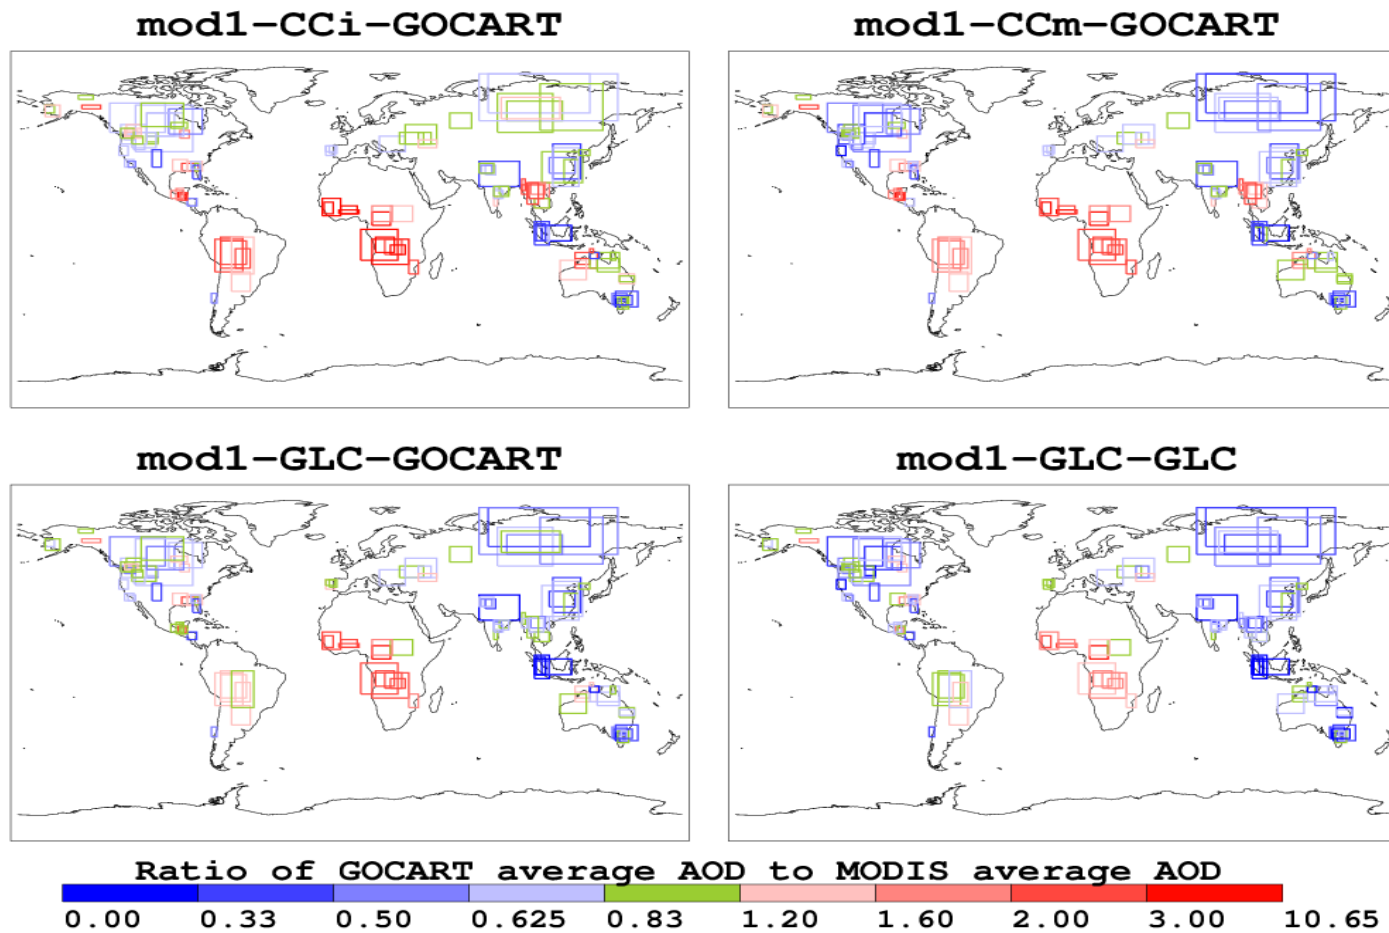 mod1-CCi-GOCART
mod1-CCm-GOCART
mod1-GLC-GOCART
mod1-GLC-GLC
Ratio of GOCART average AOD to MODIS average AOD
0.00 0.33 0.50 0.625 0.83 1.20 1.60 2.00 3.00 10.65